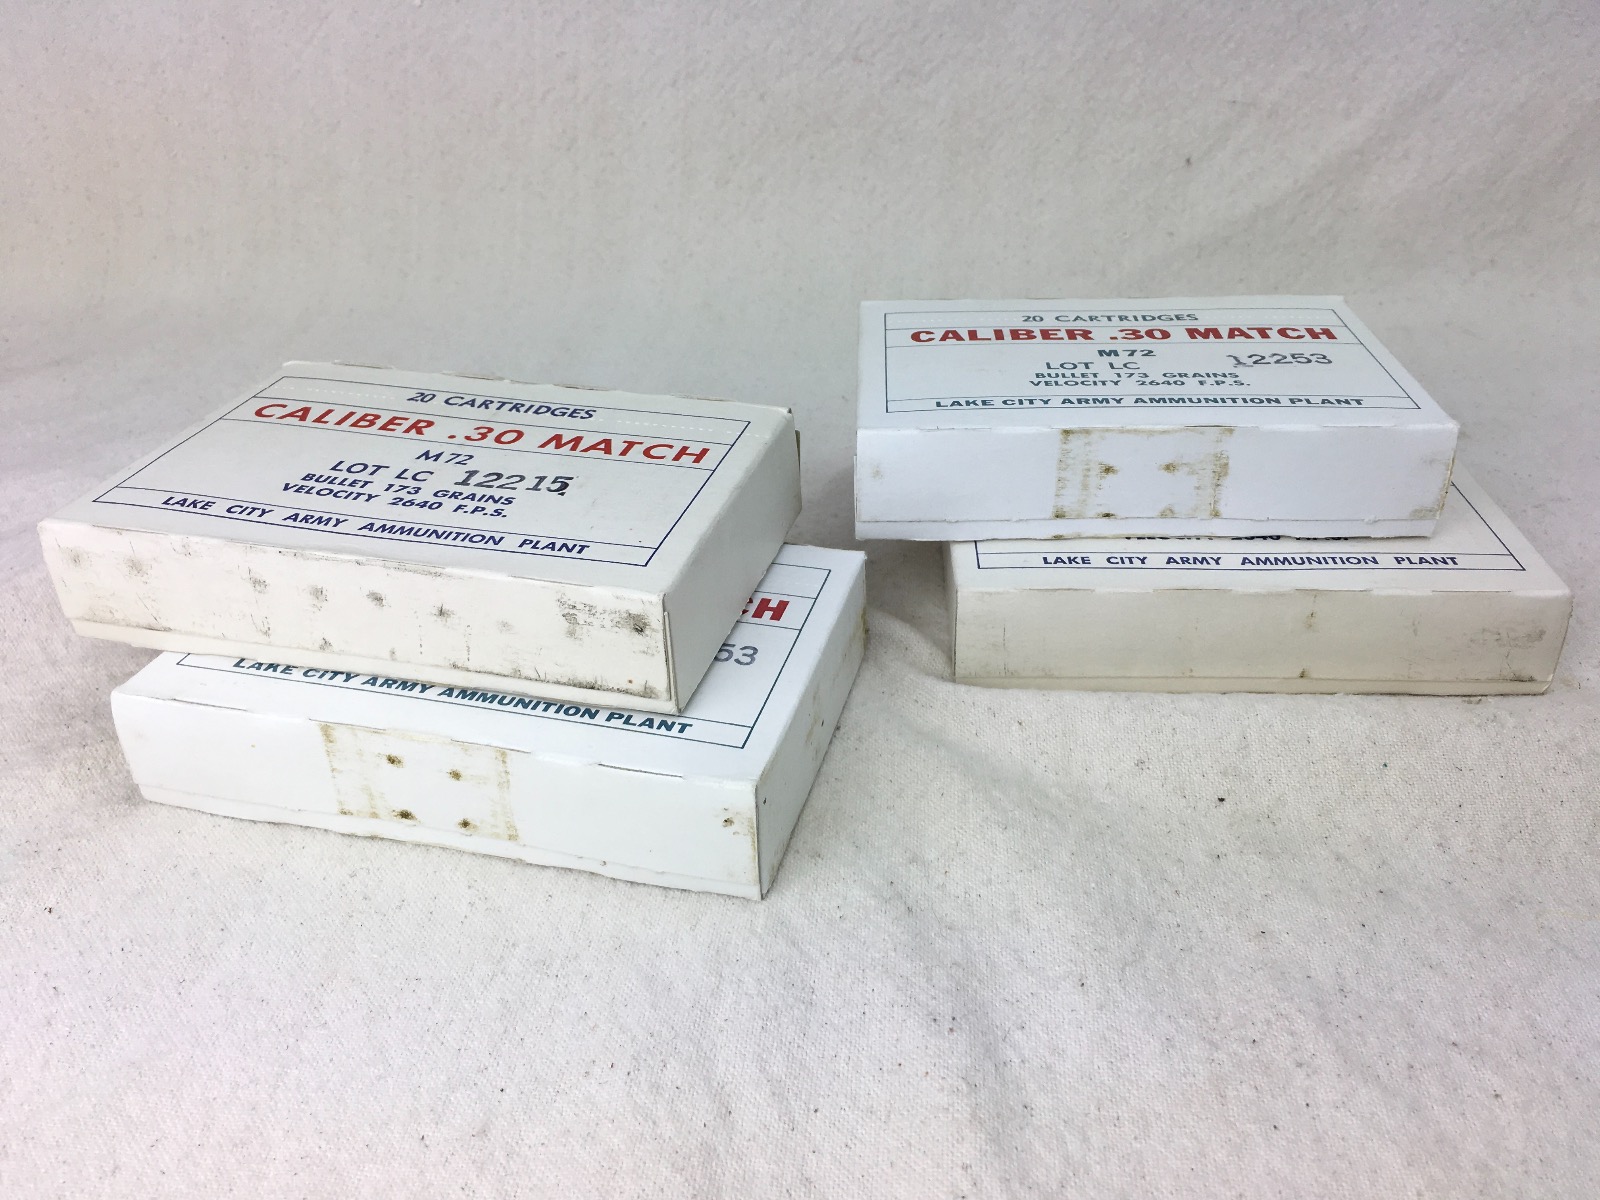 20 CARTRIDGES
CALIBER .30 MATCH
M72
LOT LC 12215
BULLET 173 GRAINS
VELOCITY 2640 F.P.S.
LAKE CITY ARMY AMMUNITION PLANT
CH
53
LAKE CITY ARMY AMMUNITION PLANT
20 CARTRIDGES
CALIBER .30 MATCH
M72
LOT LC 12253
BULLET 173 GRAINS
VELOCITY 2640 F.P.S.
LAKE CITY ARMY AMMUNITION PLANT
LAKE CITY ARMY AMMUNITION PLANT